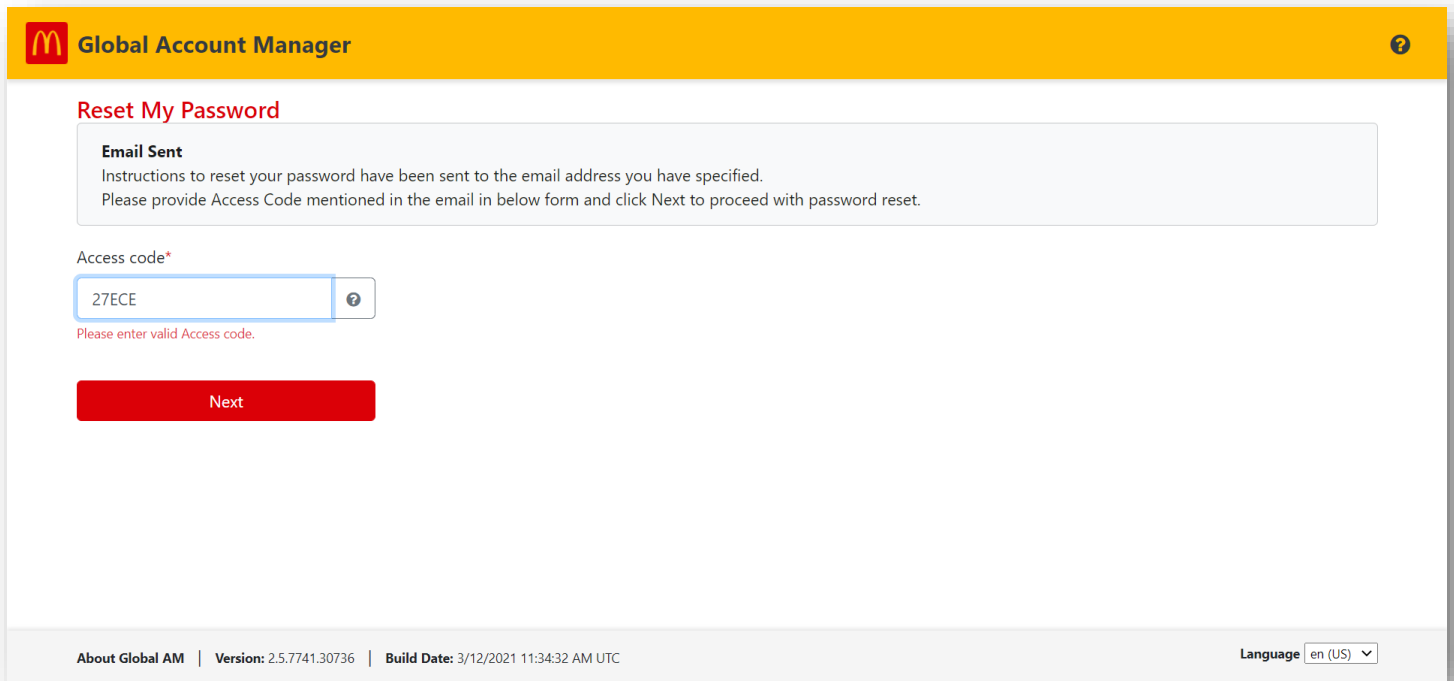 Global Account Manager
Reset My Password
Email Sent
Instructions to reset your password have been sent to the email address you have specified.
Please provide Access Code mentioned in the email in below form and click Next to proceed with password reset.
Access code*
27ECE
Please enter valid Access code.
Next
About Global AM | Version: 2.5.7741.30736 | Build Date: 3/12/2021 11:34:32 AM UTC
Language en (US)